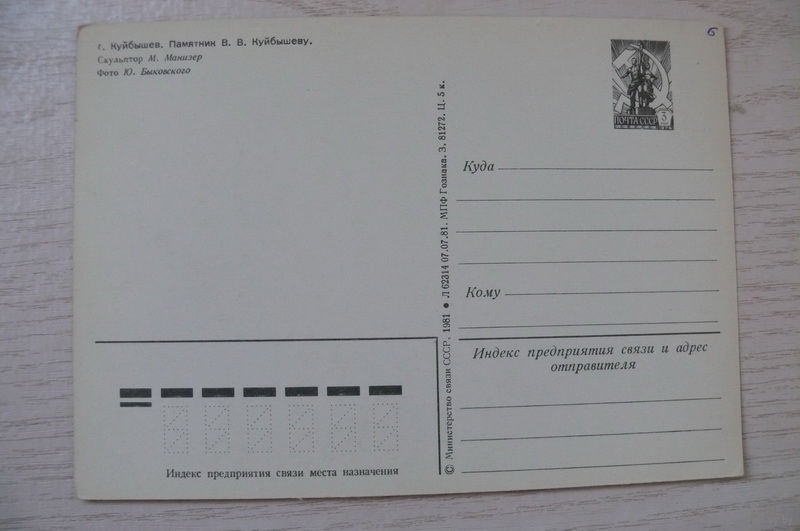 г. Куйбышев. Памятник В. В. Куйбышеву.
Скульптор М. Манизер
Фото Ю. Быковского
б
ПОЧТА СССР
3
Куда
Кому
© Министерство связи СССР. 1981 • Л 62314 07.07.81. МПФ Гознака. З. 81272. Ц. 5 к.
Индекс предприятия связи и адрес
отправителя
Индекс предприятия связи места назначения